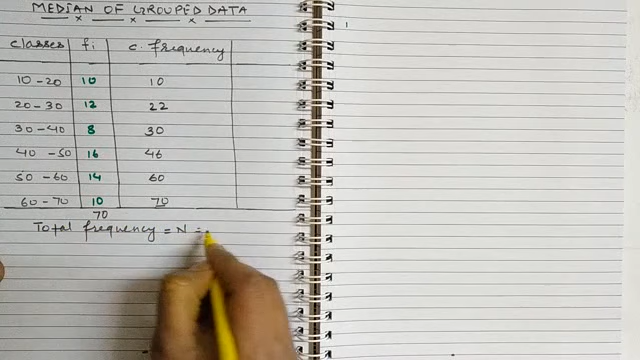 MEDIAN OF GROUPED DATA
classes fi c. frequency
10-20 10 10
20-30 12 22
30-40 8 30
40-50 16 46
50-60 14 60
60-70 10 70
70
Total frequency = N =